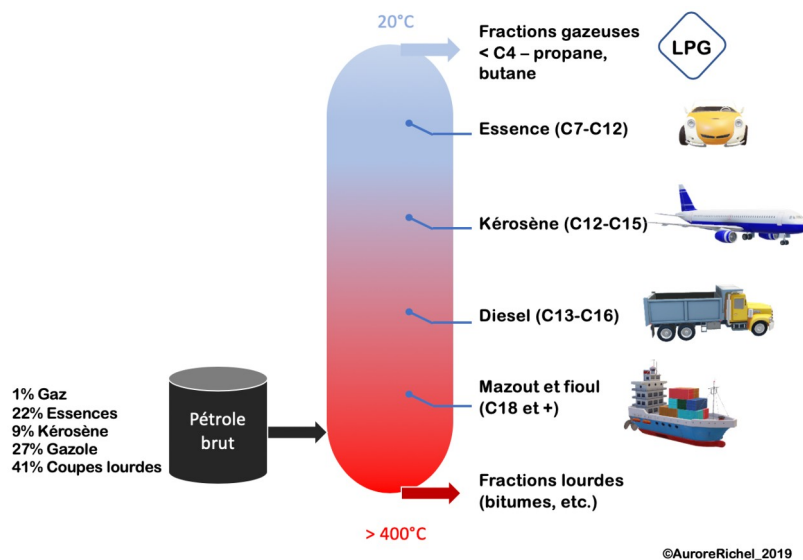 20°C
Fractions gazeuses
< C4 – propane,
butane
LPG
Essence (C7-C12)
Kérosène (C12-C15)
Diesel (C13-C16)
Mazout et fioul
(C18 et +)
1% Gaz
22% Essences
9% Kérosène
27% Gazole
41% Coupes lourdes
Pétrole
brut
Fractions lourdes
(bitumes, etc.)
> 400°C
©AuroreRichel_2019